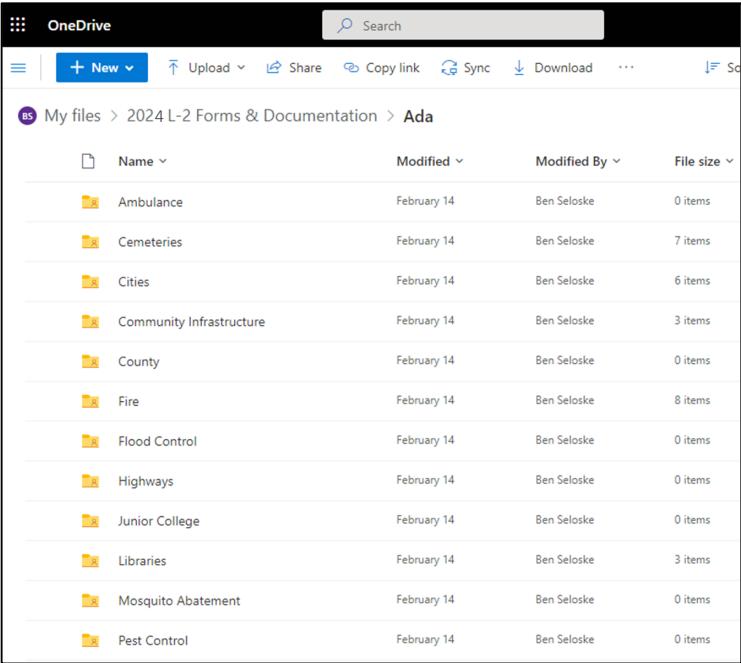 OneDrive Search
New Upload Share Copy link Sync Download ··· So
BS My files > 2024 L-2 Forms & Documentation > Ada
Name Modified Modified By File size
Ambulance February 14 Ben Seloske 0 items
Cemeteries February 14 Ben Seloske 7 items
Cities February 14 Ben Seloske 6 items
Community Infrastructure February 14 Ben Seloske 3 items
County February 14 Ben Seloske 0 items
Fire February 14 Ben Seloske 8 items
Flood Control February 14 Ben Seloske 0 items
Highways February 14 Ben Seloske 0 items
Junior College February 14 Ben Seloske 0 items
Libraries February 14 Ben Seloske 3 items
Mosquito Abatement February 14 Ben Seloske 0 items
Pest Control February 14 Ben Seloske 0 items